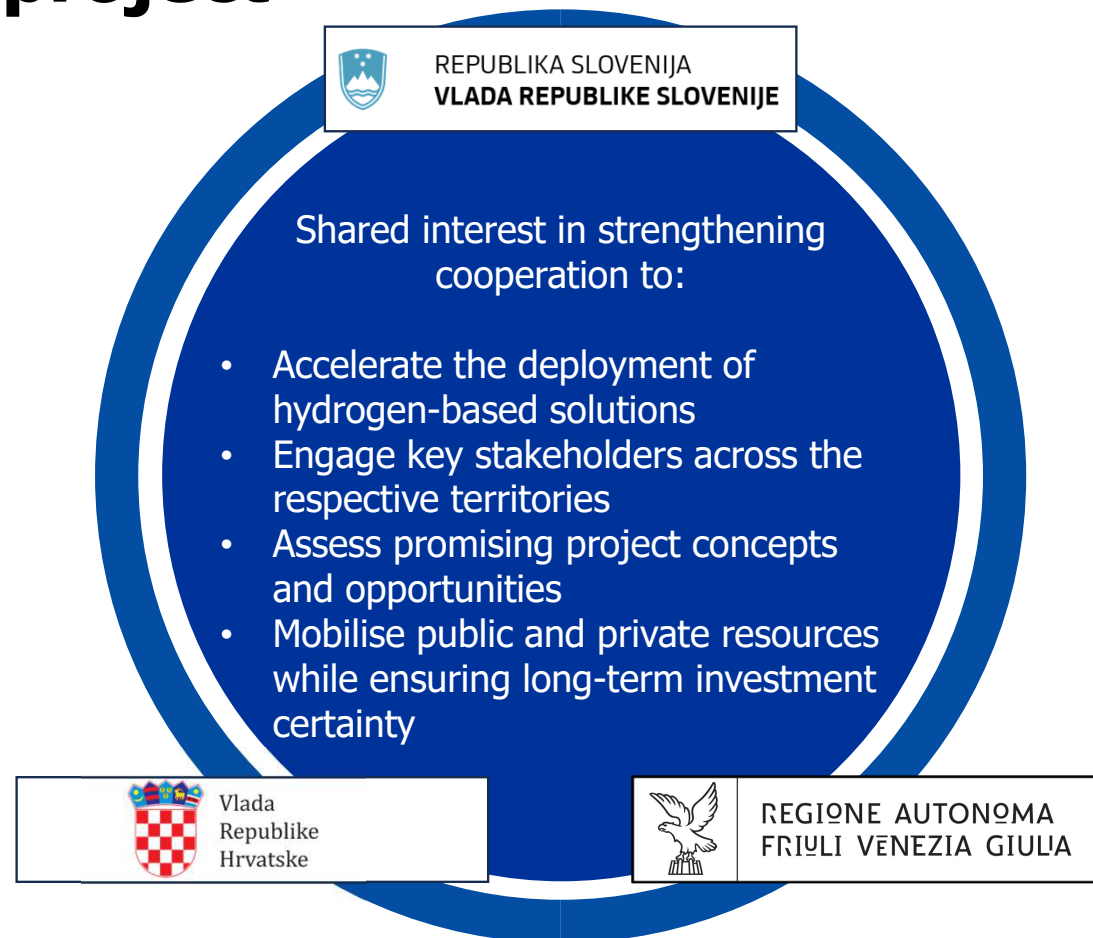 project
REPUBLIKA SLOVENIJA
VLADA REPUBLIKE SLOVENIJE
Shared interest in strengthening
cooperation to:
• Accelerate the deployment of
hydrogen-based solutions
• Engage key stakeholders across the
respective territories
• Assess promising project concepts
and opportunities
• Mobilise public and private resources
while ensuring long-term investment
certainty
Vlada
Republike
Hrvatske
REGIONE AUTONOMA
FRIULI VENEZIA GIULIA